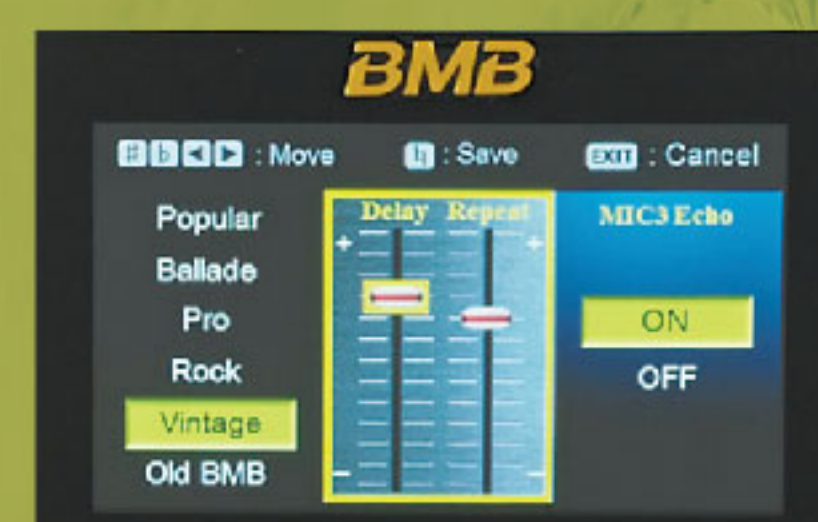 BMB
♯ ♭ ◀ ▶ : Move ♮ : Save EXIT : Cancel
Popular
Ballade
Pro
Rock
Vintage
Old BMB
Delay Repeat
+ +
- -
MIC3 Echo
ON
OFF